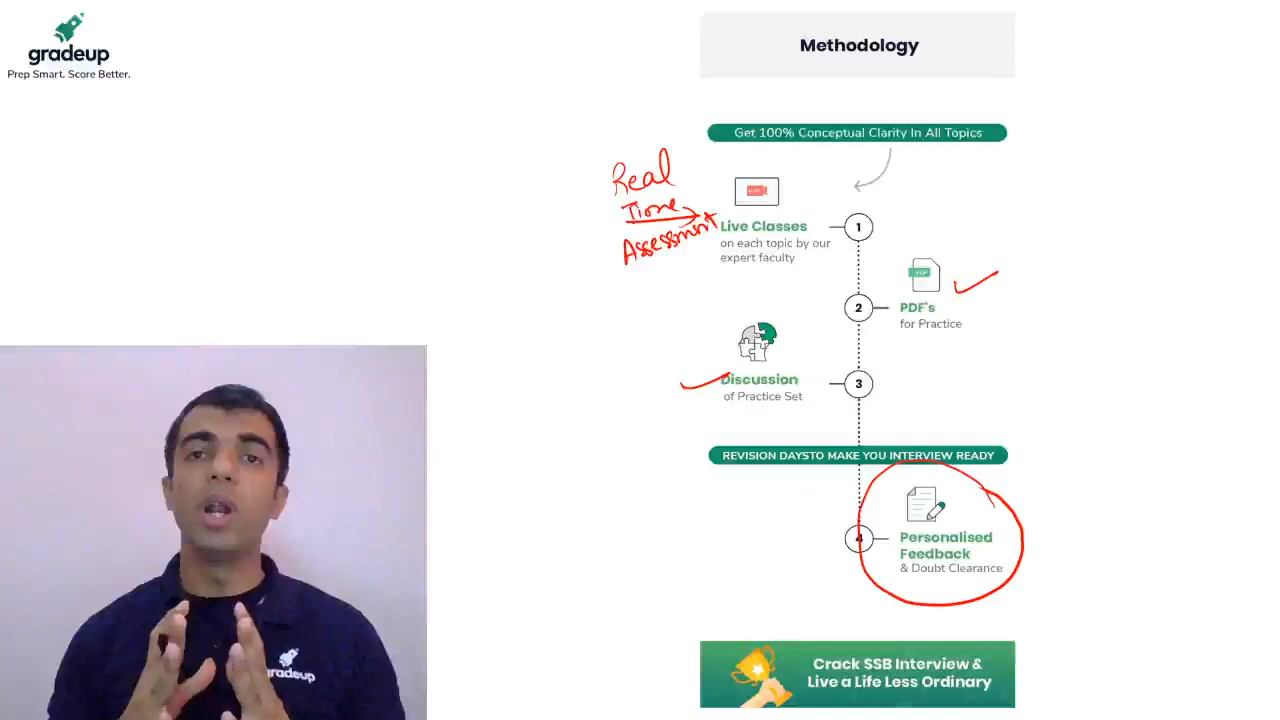 gradeup
Prep Smart. Score Better.
Methodology
Get 100% Conceptual Clarity In All Topics
Real
Time
Assessment
Live Classes
on each topic by our
expert faculty
1
PDF's
for Practice
2
Discussion
of Practice Set
3
REVISION DAYSTO MAKE YOU INTERVIEW READY
4
Personalised
Feedback
& Doubt Clearance
gradeup
Crack SSB Interview &
Live a Life Less Ordinary